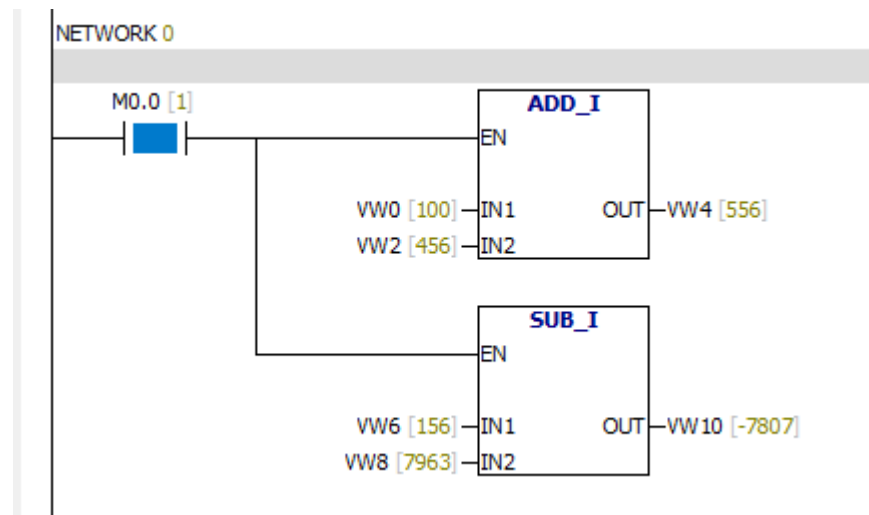 NETWORK 0
M0.0 [1]
ADD_I
EN
VW0 [100] IN1 OUT VW4 [556]
VW2 [456] IN2
SUB_I
EN
VW6 [156] IN1 OUT VW10 [-7807]
VW8 [7963] IN2